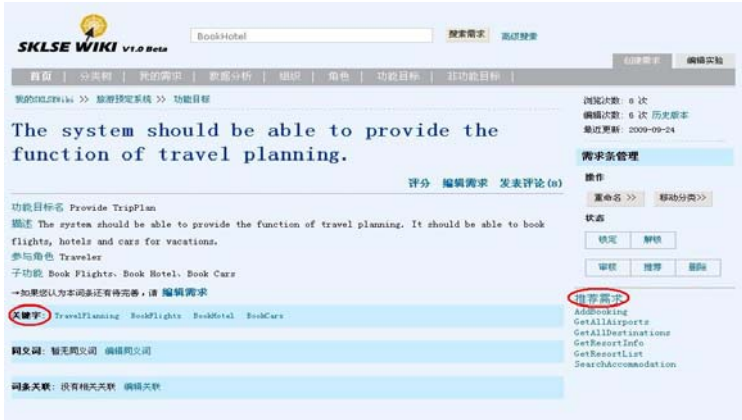 SKLSE WIKI V1.0 Beta
BookHotel
搜索需求 高级搜索
创建需求 编辑实验
首页 | 分类树 | 我的需求 | 数据分析 | 组织 | 角色 | 功能目标 | 非功能目标 |
我的SKLSEWiki >> 旅游预定系统 >> 功能目标
The system should be able to provide the
function of travel planning.
评分 编辑需求 发表评论(0)
功能目标名 Provide TripPlan
描述 The system should be able to provide the function of travel planning. It should be able to book
flights, hotels and cars for vacations.
参与角色 Traveler
子功能 Book Flights、Book Hotel、Book Cars
→如果您认为本词条还有待完善，请 编辑需求
关键字: TravelPlanning BookFlights BookHotel BookCars
同义词: 暂无同义词 编辑同义词
词条关联: 没有相关关联 编辑关联
浏览次数: 8 次
编辑次数: 6 次 历史版本
最近更新: 2009-09-24
需求条管理
操作
重命名 >> 移动分类>>
状态
锁定 解锁
审核 推荐 删除
推荐需求
AddBooking
GetAllAirports
GetAllDestinations
GetResortInfo
GetResortList
SearchAccommodation